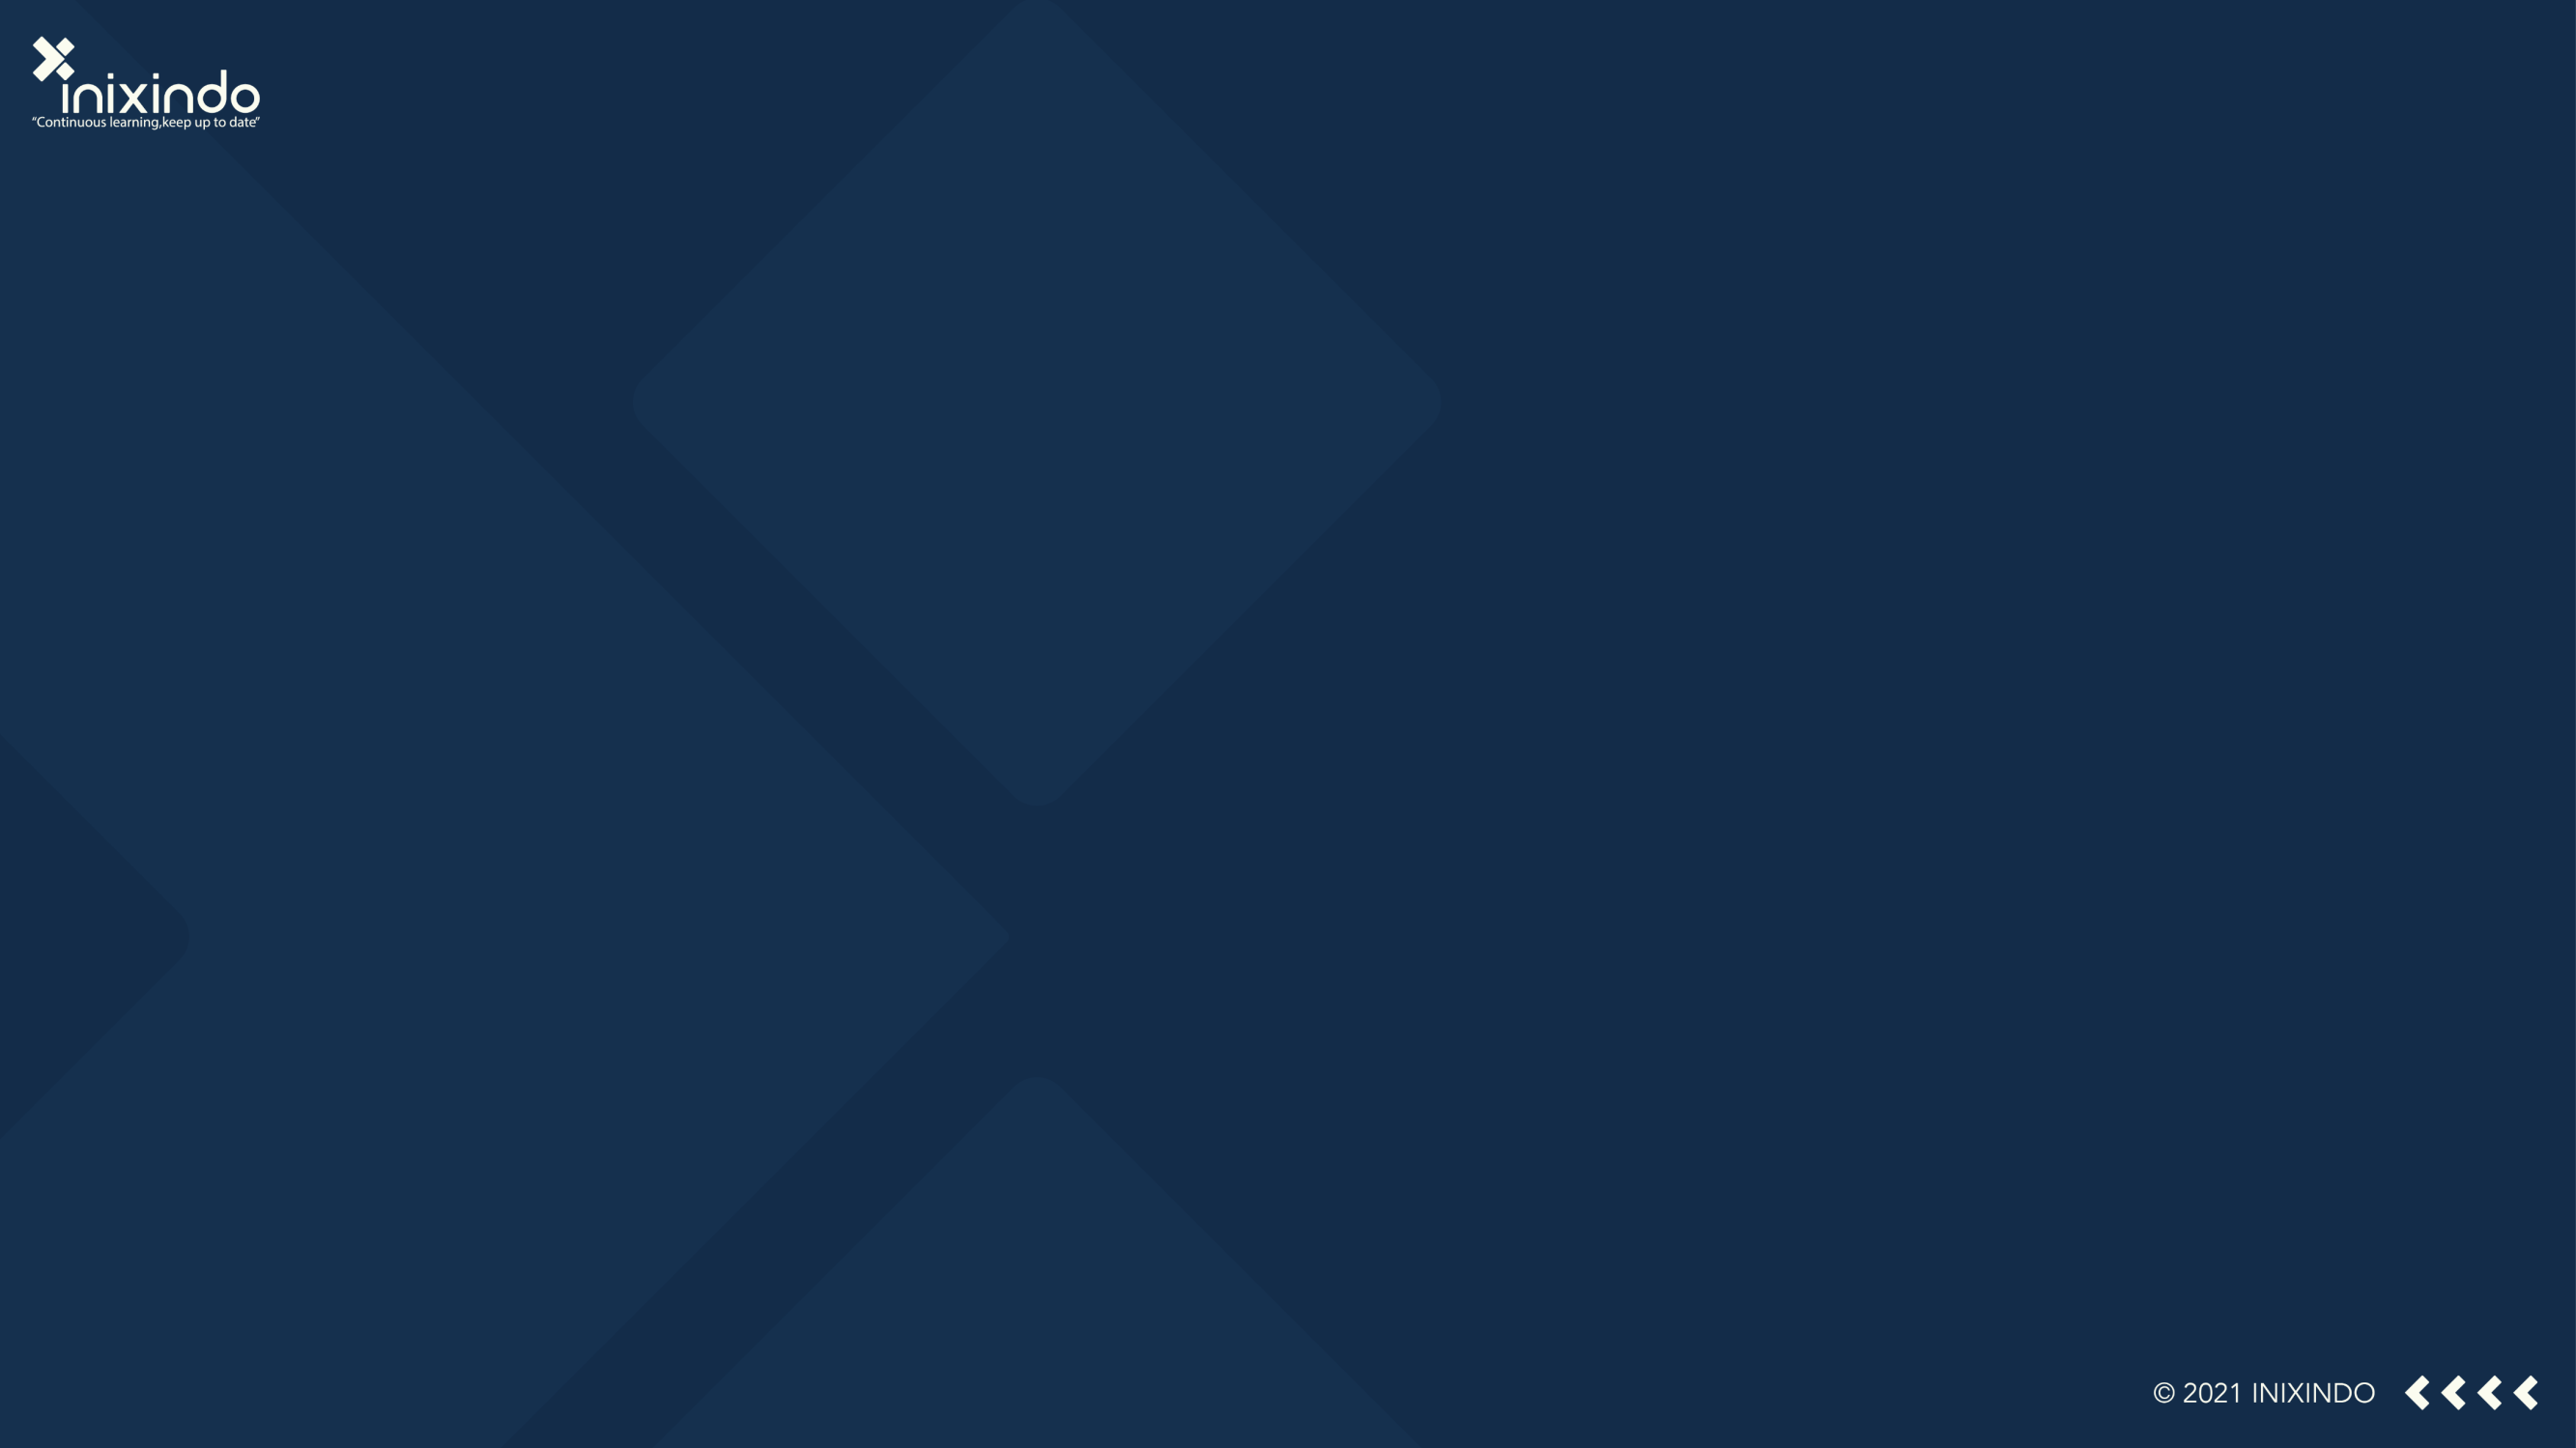 inixindo
“Continuous learning,keep up to date”
© 2021 INIXINDO